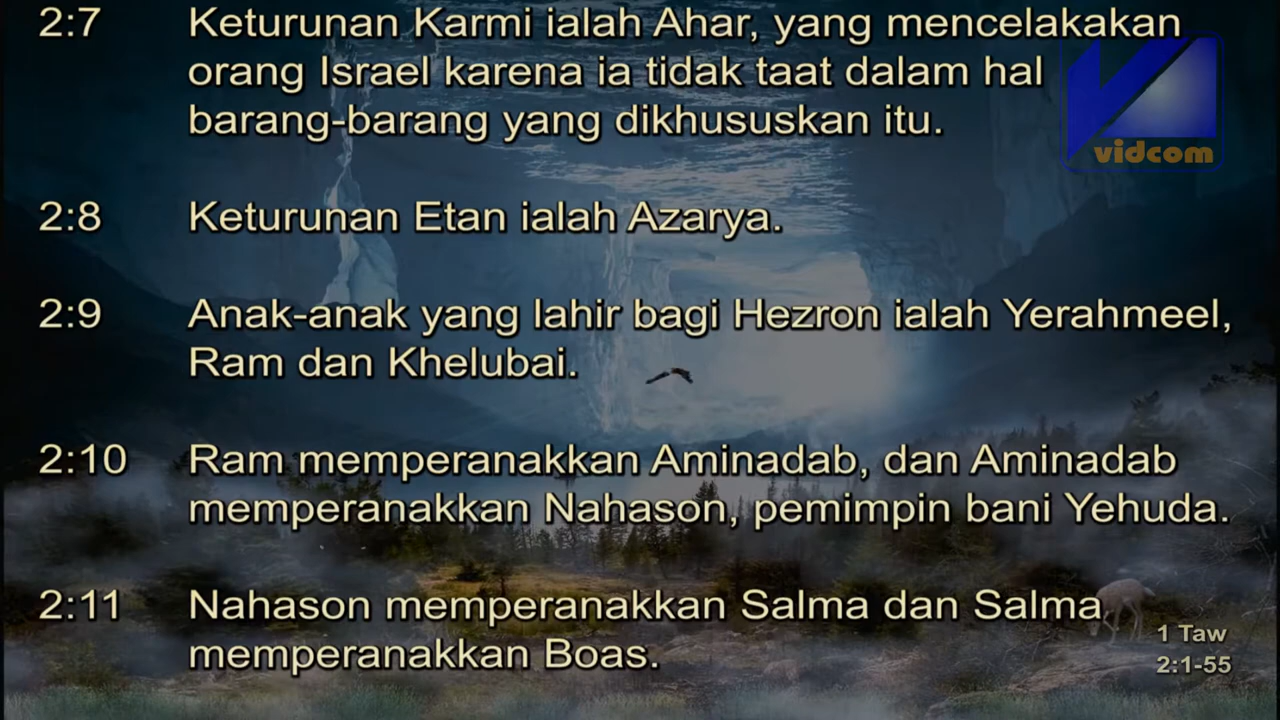 2:7 Keturunan Karmi ialah Ahar, yang mencelakakan
orang Israel karena ia tidak taat dalam hal
barang-barang yang dikhususkan itu.
vidcom
2:8 Keturunan Etan ialah Azarya.
2:9 Anak-anak yang lahir bagi Hezron ialah Yerahmeel,
Ram dan Khelubai.
2:10 Ram memperanakkan Aminadab, dan Aminadab
memperanakkan Nahason, pemimpin bani Yehuda.
2:11 Nahason memperanakkan Salma dan Salma
memperanakkan Boas.
1 Taw
2:1-55